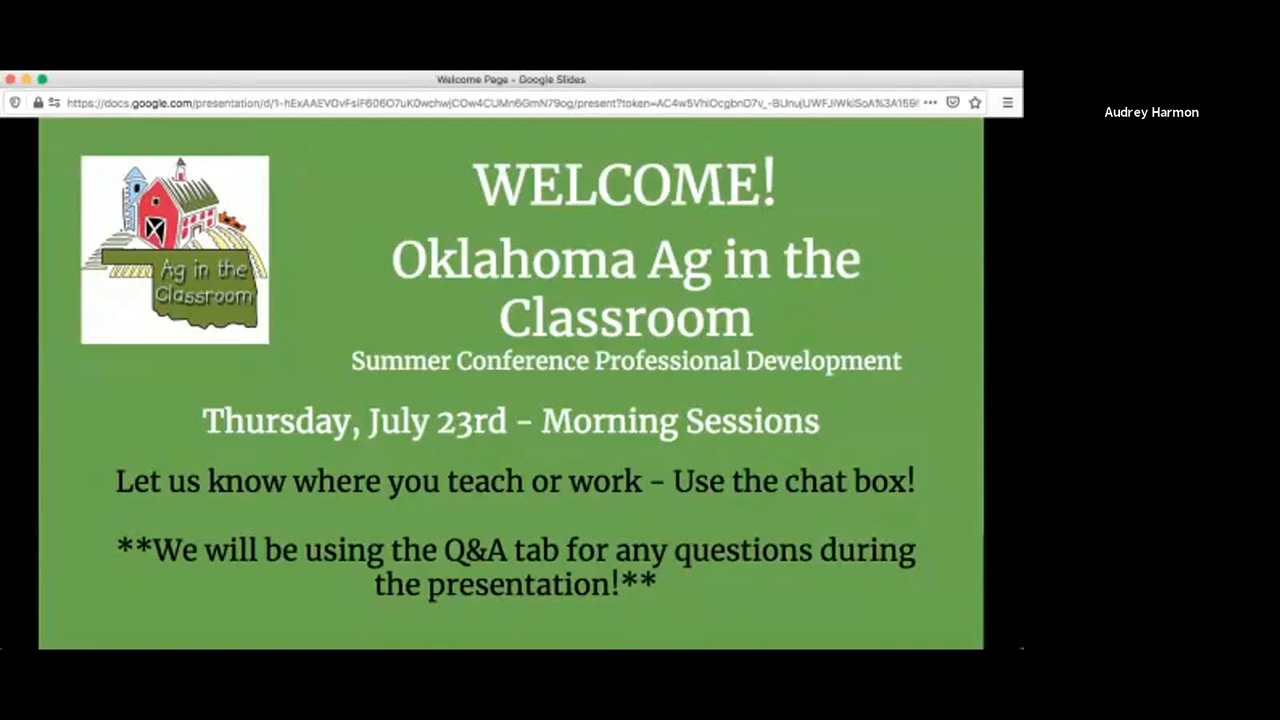 Welcome Page - Google Slides
Audrey Harmon
WELCOME!
Oklahoma Ag in the
Classroom
Summer Conference Professional Development
Ag in the
Classroom
Thursday, July 23rd - Morning Sessions
Let us know where you teach or work - Use the chat box!
**We will be using the Q&A tab for any questions during
the presentation!**